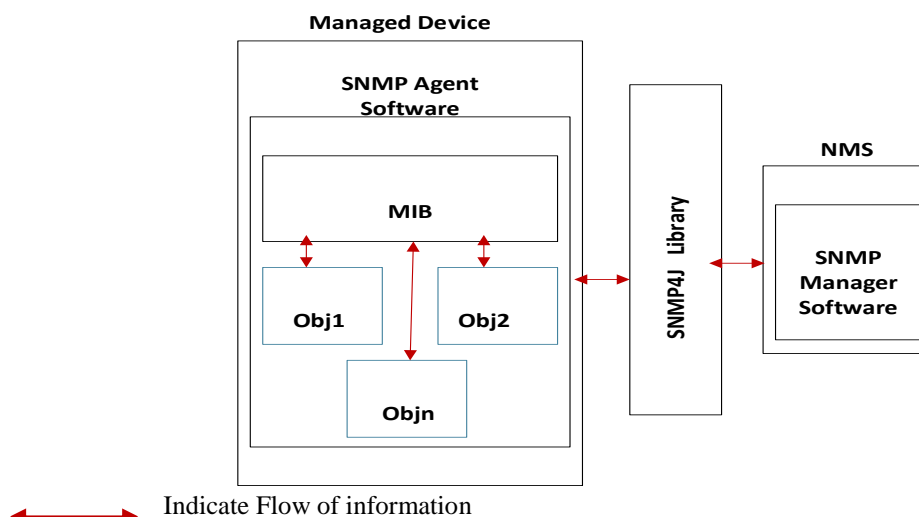 Managed Device
SNMP Agent
Software
MIB
Obj1
Obj2
Objn
SNMP4J Library
NMS
SNMP
Manager
Software
Indicate Flow of information